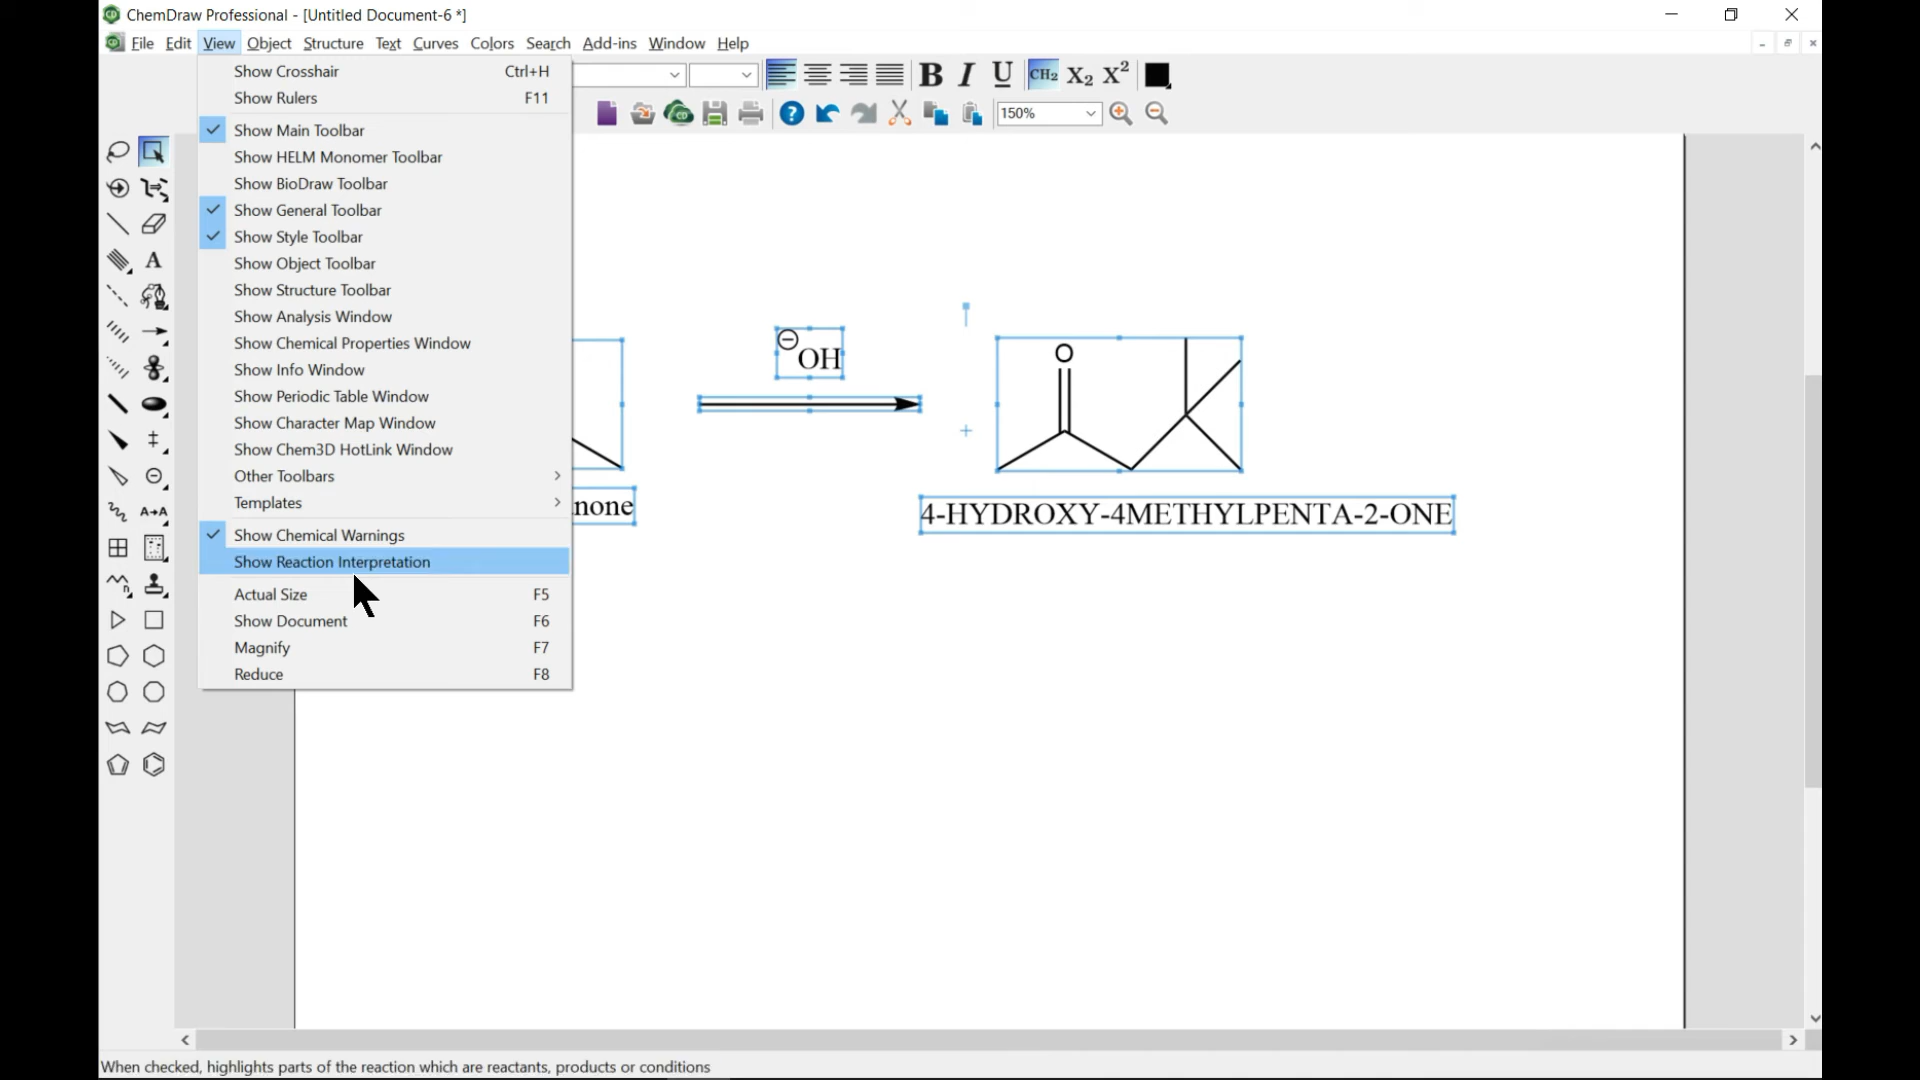 ChemDraw Professional - [Untitled Document-6 *]
File Edit View Object Structure Text Curves Colors Search Add-ins Window Help
Show Crosshair Ctrl+H
Show Rulers F11
Show Main Toolbar
Show HELM Monomer Toolbar
Show BioDraw Toolbar
Show General Toolbar
Show Style Toolbar
Show Object Toolbar
Show Structure Toolbar
Show Analysis Window
Show Chemical Properties Window
Show Info Window
Show Periodic Table Window
Show Character Map Window
Show Chem3D HotLink Window
Other Toolbars
Templates
Show Chemical Warnings
Show Reaction Interpretation
Actual Size F5
Show Document F6
Magnify F7
Reduce F8
B I U CH₂ X₂ X²
150%
A
A→A
OH
O
none
4-HYDROXY-4METHYLPENTA-2-ONE
When checked, highlights parts of the reaction which are reactants, products or conditions